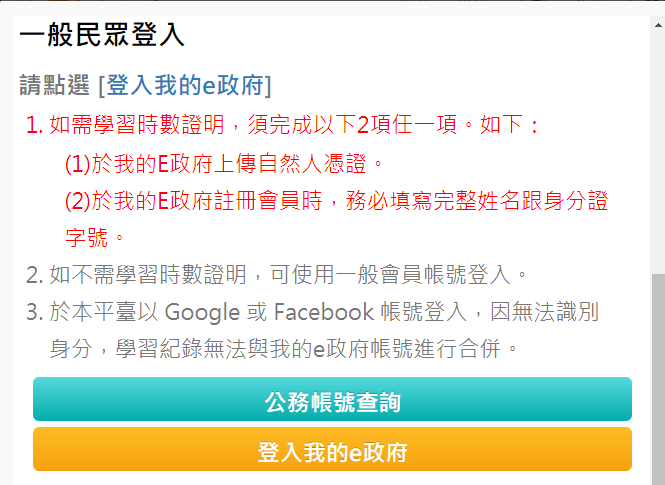 一般民眾登入
請點選 [登入我的e政府]
1. 如需學習時數證明，須完成以下2項任一項。如下：
(1)於我的E政府上傳自然人憑證。
(2)於我的E政府註冊會員時，務必填寫完整姓名跟身分證
字號。
2. 如不需學習時數證明，可使用一般會員帳號登入。
3. 於本平臺以 Google 或 Facebook 帳號登入，因無法識別
身分，學習紀錄無法與我的e政府帳號進行合併。
公務帳號查詢
登入我的e政府